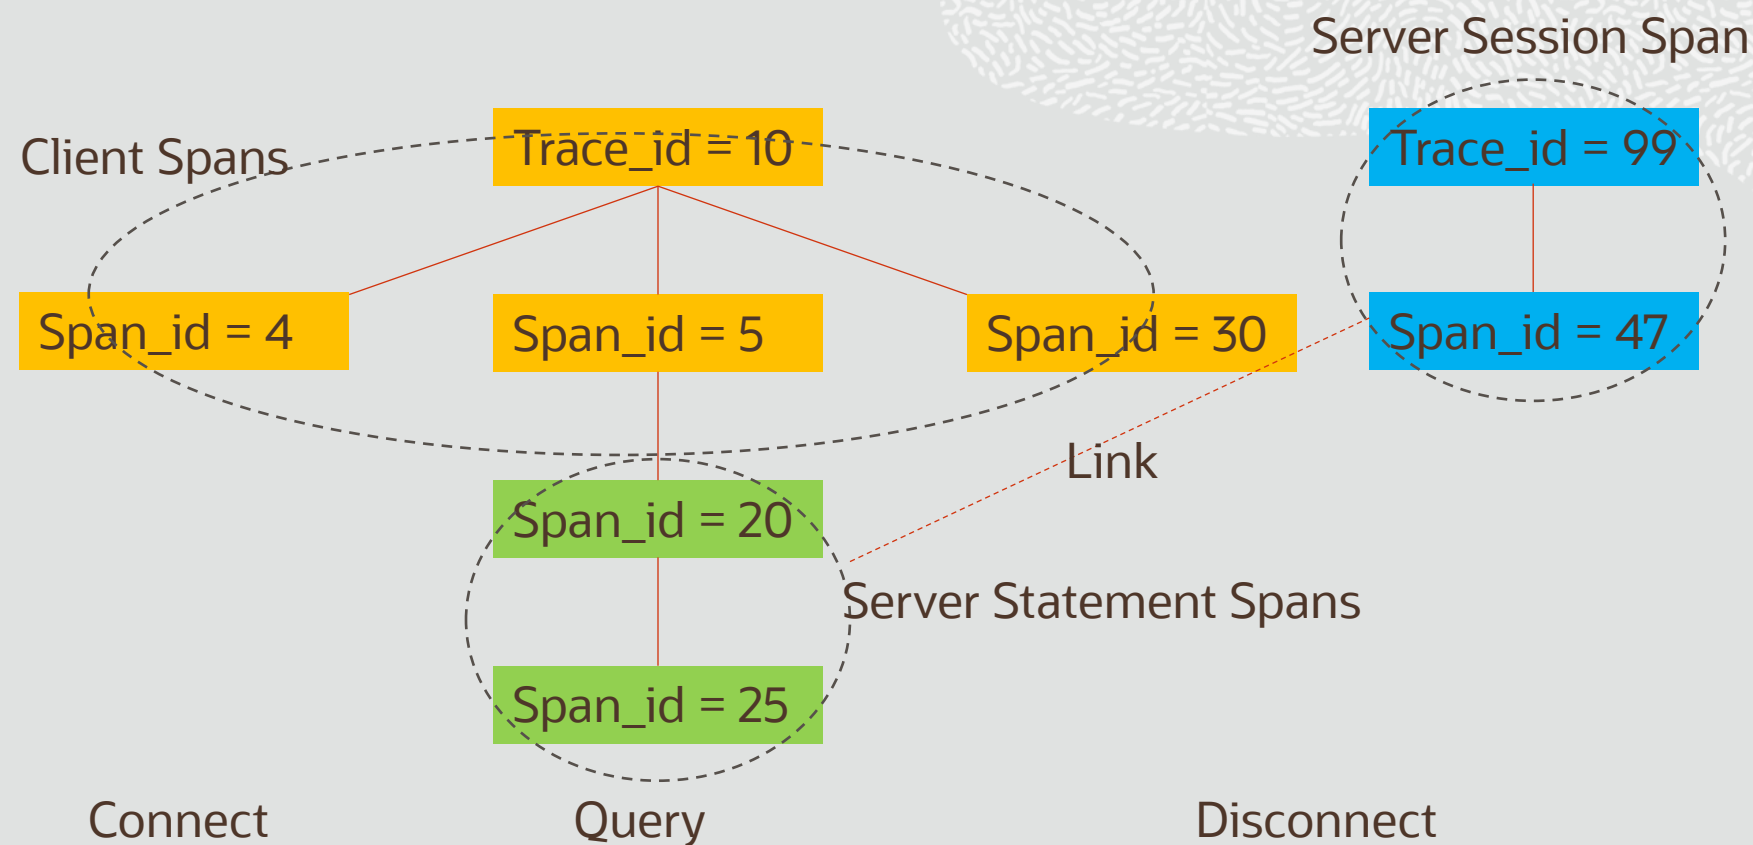 Server Session Span
Client Spans
Trace_id = 10
Trace_id = 99
Span_id = 4
Span_id = 5
Span_id = 30
Span_id = 47
Link
Span_id = 20
Server Statement Spans
Span_id = 25
Connect
Query
Disconnect